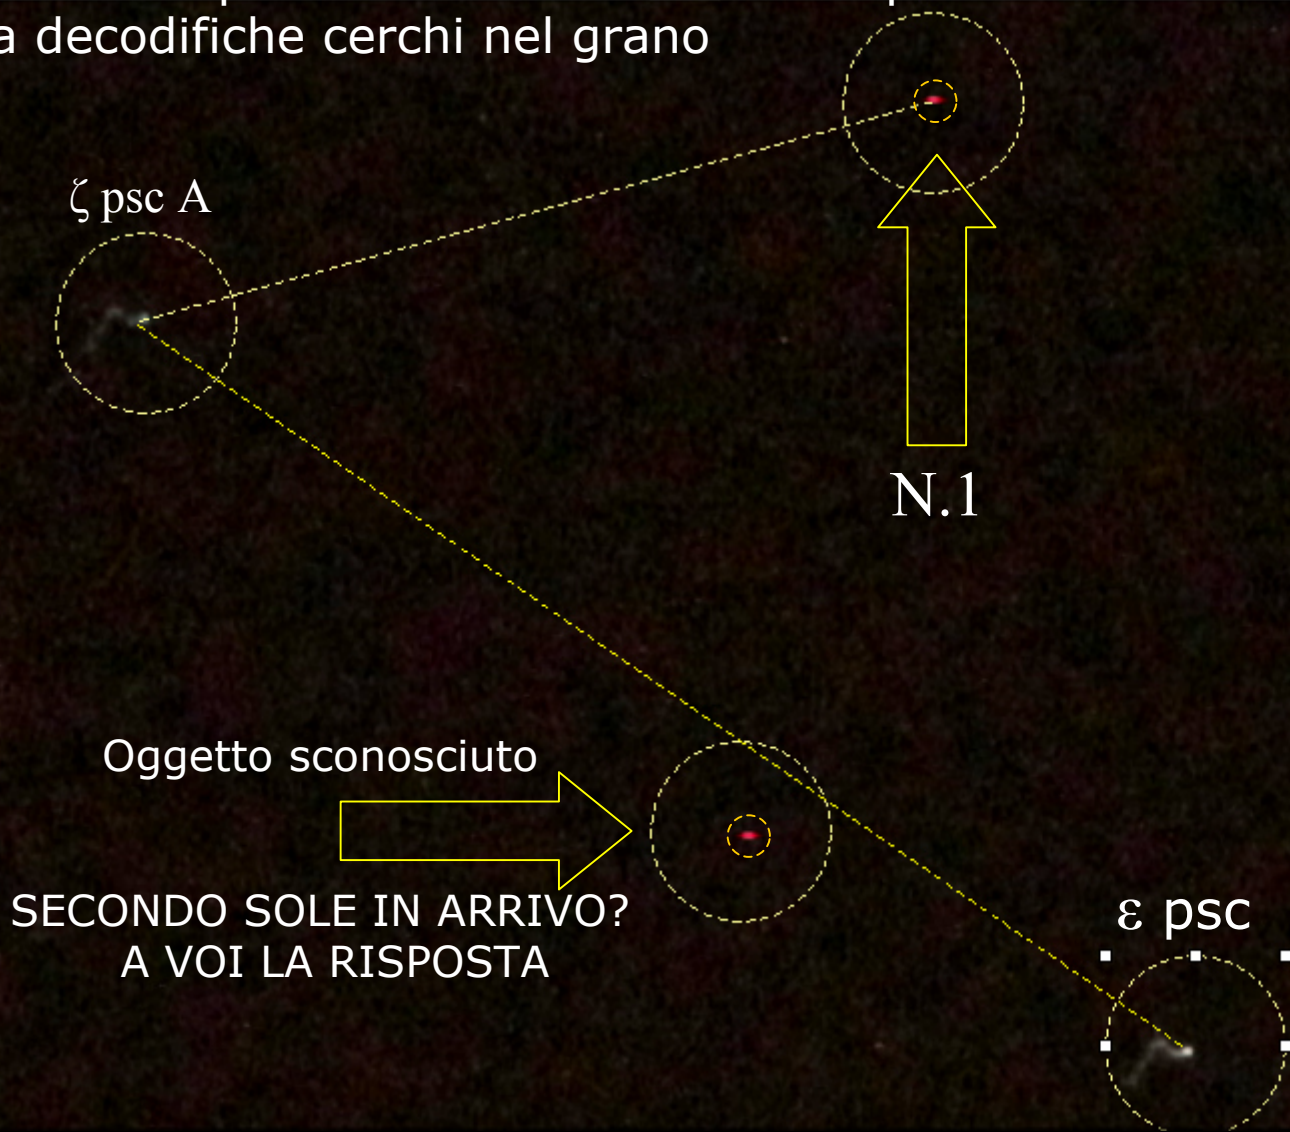 a decodifiche cerchi nel grano
ζ psc A
N.1
Oggetto sconosciuto
SECONDO SOLE IN ARRIVO?
A VOI LA RISPOSTA
ε psc